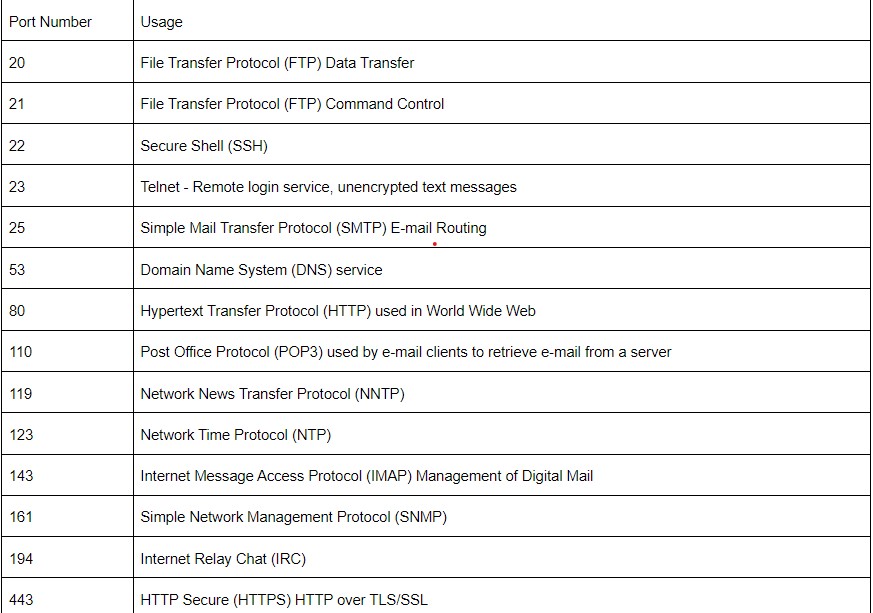 Port Number Usage
20 File Transfer Protocol (FTP) Data Transfer
21 File Transfer Protocol (FTP) Command Control
22 Secure Shell (SSH)
23 Telnet - Remote login service, unencrypted text messages
25 Simple Mail Transfer Protocol (SMTP) E-mail Routing
53 Domain Name System (DNS) service
80 Hypertext Transfer Protocol (HTTP) used in World Wide Web
110 Post Office Protocol (POP3) used by e-mail clients to retrieve e-mail from a server
119 Network News Transfer Protocol (NNTP)
123 Network Time Protocol (NTP)
143 Internet Message Access Protocol (IMAP) Management of Digital Mail
161 Simple Network Management Protocol (SNMP)
194 Internet Relay Chat (IRC)
443 HTTP Secure (HTTPS) HTTP over TLS/SSL